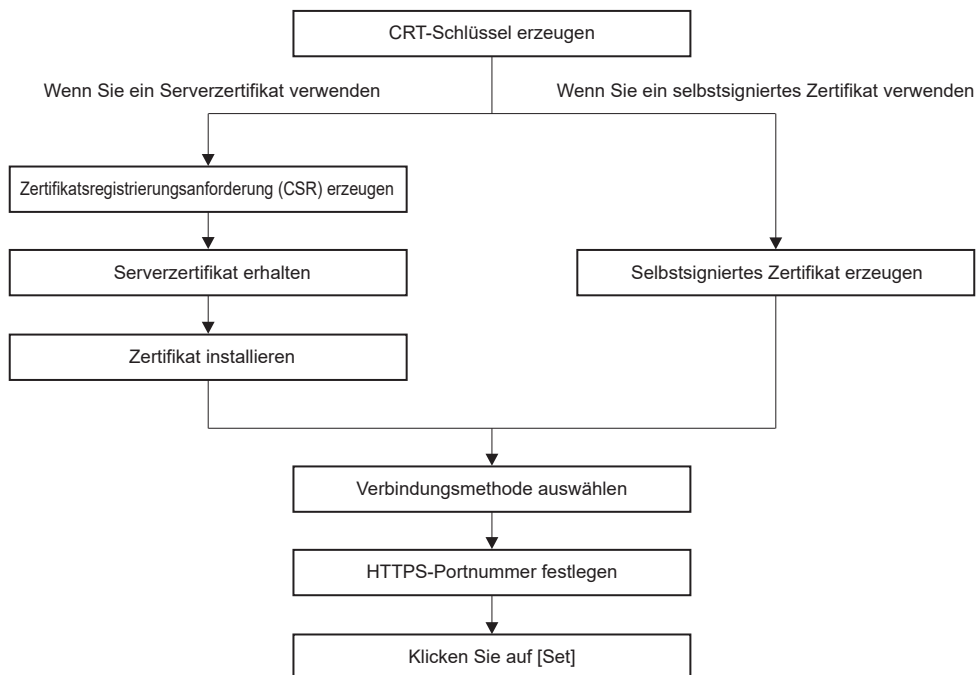 CRT-Schlüssel erzeugen
Wenn Sie ein Serverzertifikat verwenden
Wenn Sie ein selbstsigniertes Zertifikat verwenden
Zertifikatsregistrierungsanforderung (CSR) erzeugen
Serverzertifikat erhalten
Selbstsigniertes Zertifikat erzeugen
Zertifikat installieren
Verbindungsmethode auswählen
HTTPS-Portnummer festlegen
Klicken Sie auf [Set]